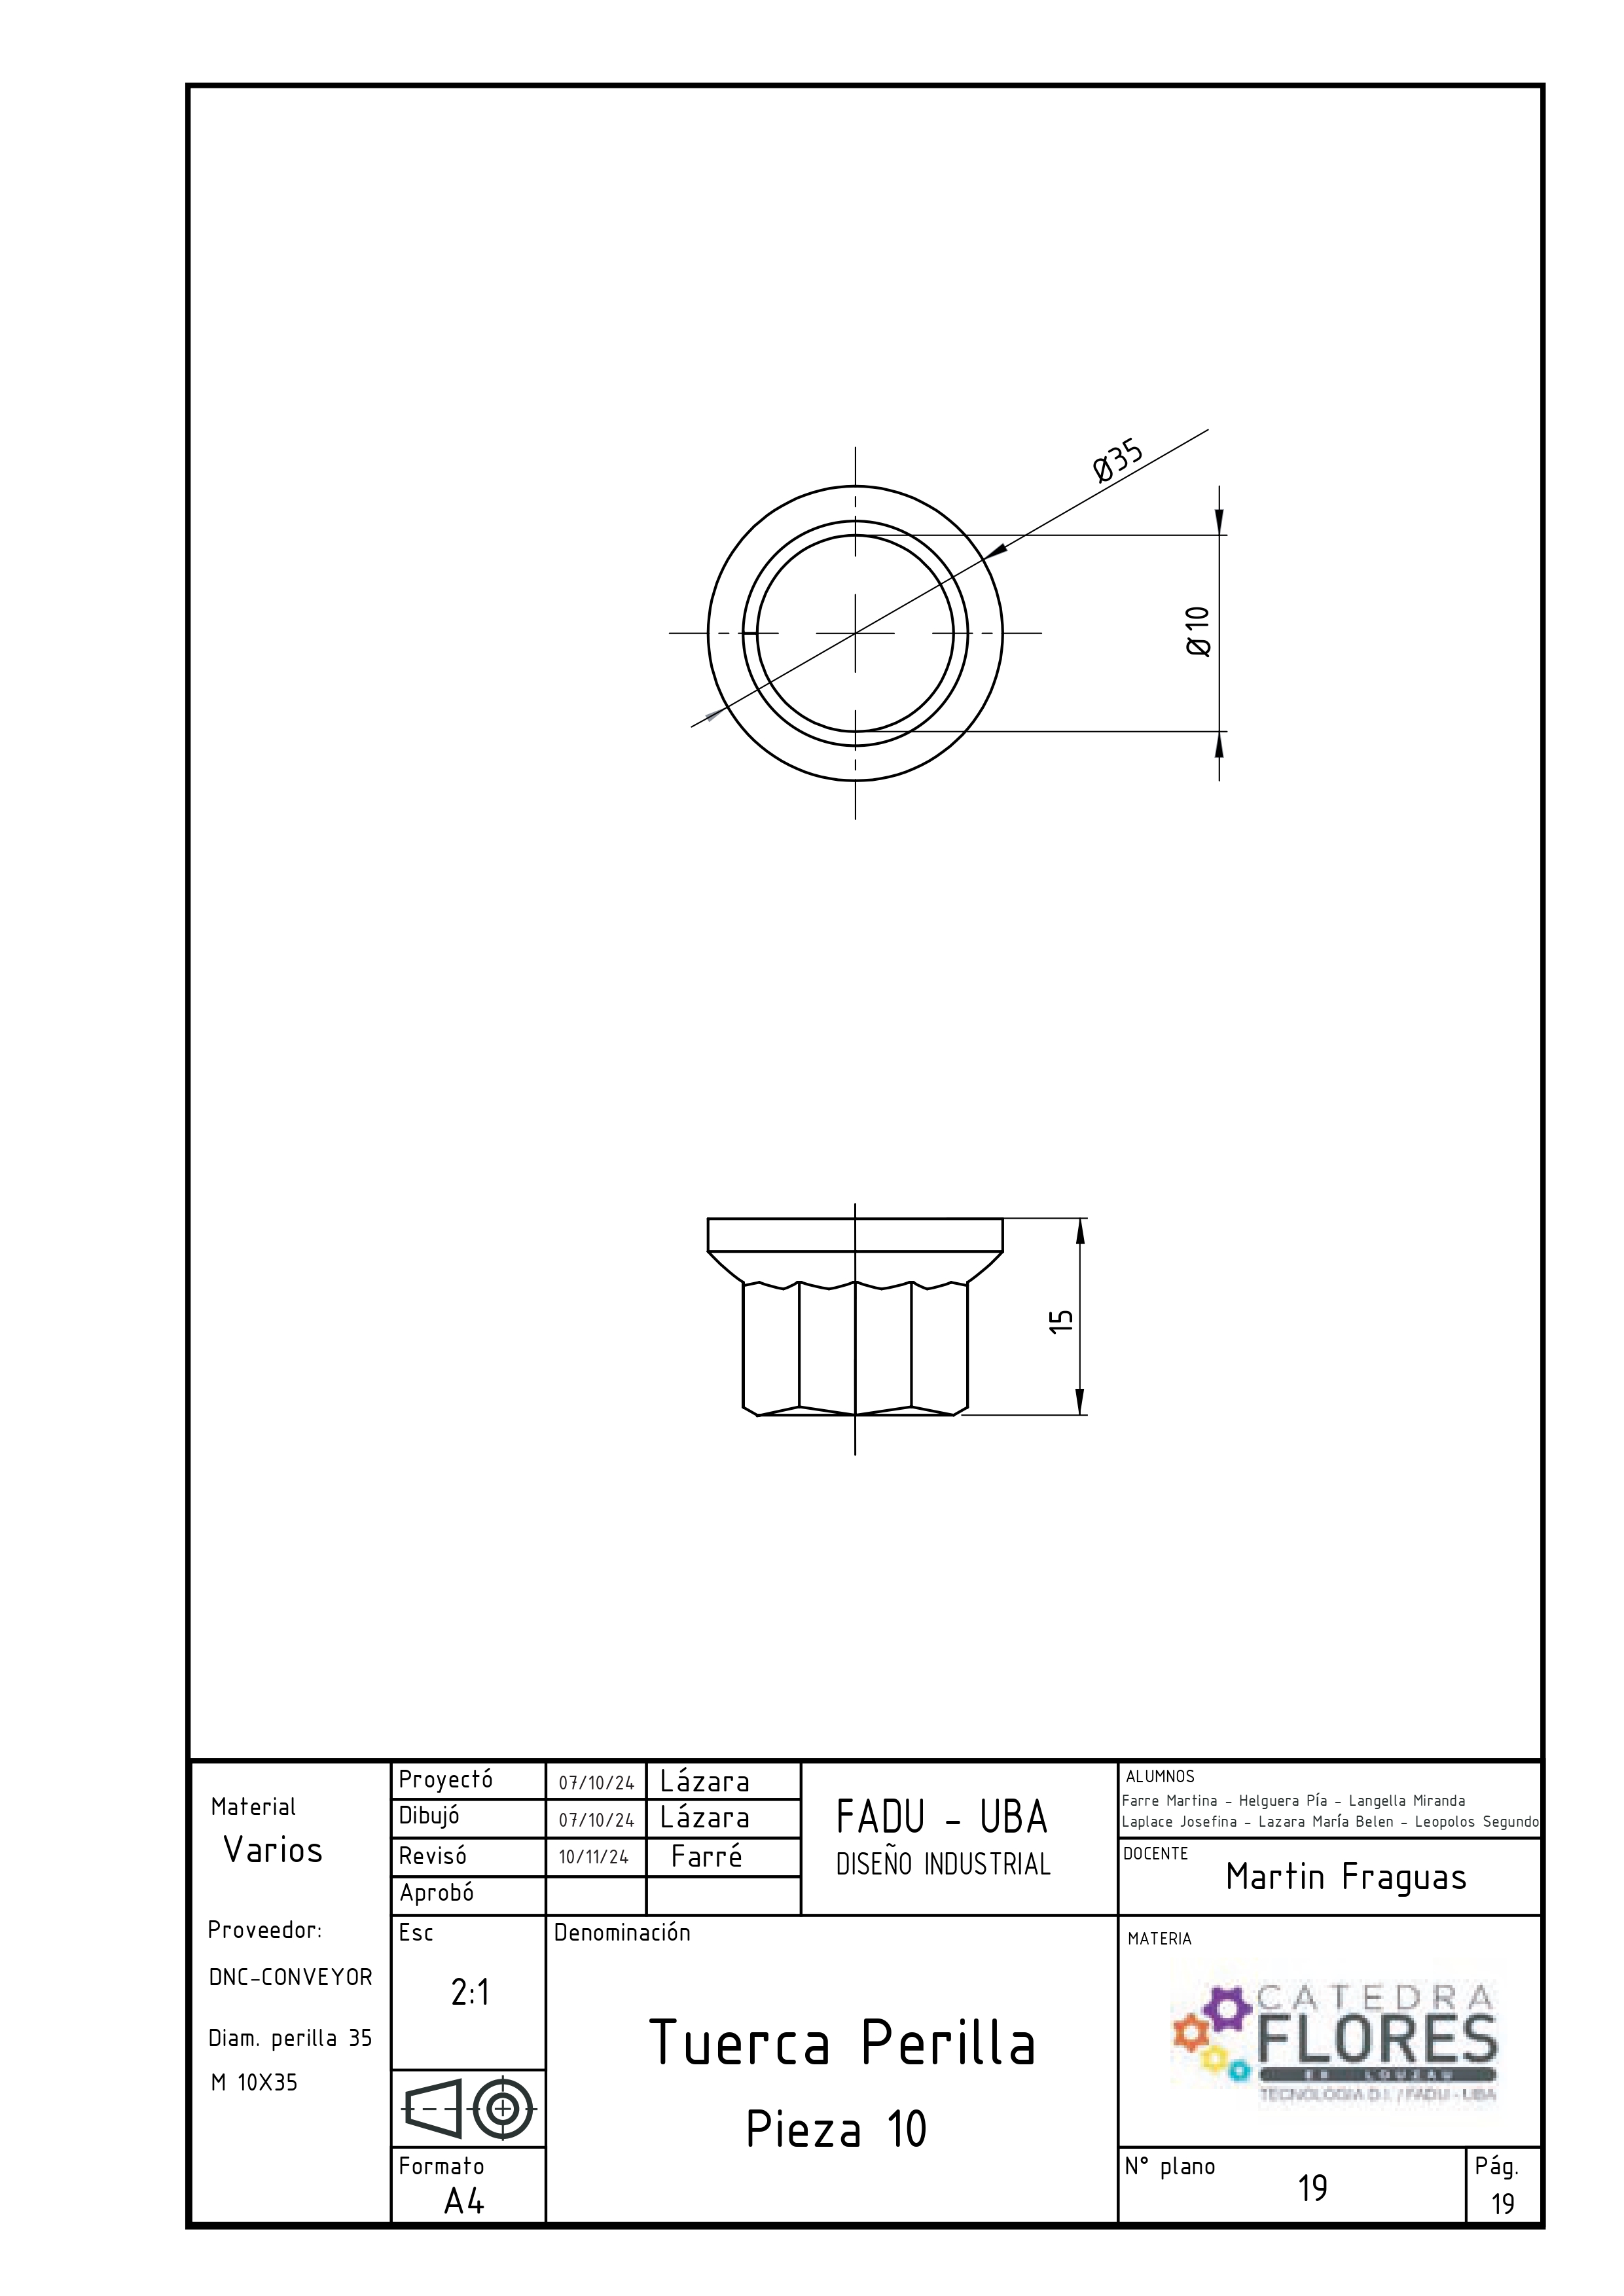 Ø35
Ø10
15
Material
Varios
Proveedor:
DNC-CONVEYOR
Diam. perilla 35
M 10X35
Proyectó 07/10/24 Lázara
Dibujó 07/10/24 Lázara
Revisó 10/11/24 Farré
Aprobó
Esc
2:1
Formato
A4
FADU - UBA
DISEÑO INDUSTRIAL
Denominación
Tuerca Perilla
Pieza 10
ALUMNOS
Farre Martina - Helguera Pía - Langella Miranda
Laplace Josefina - Lazara María Belen - Leopolos Segundo
DOCENTE
Martin Fraguas
MATERIA
CATEDRA
FLORES
EX LOUZAU
TECNOLOGIA D.I. / FADU - UBA
N° plano
19
Pág.
19